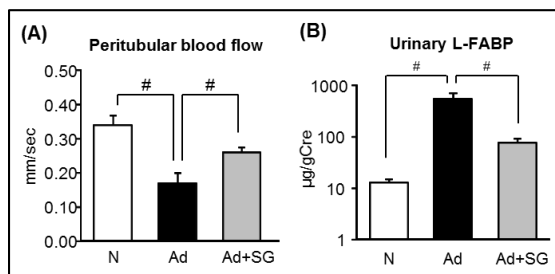 (A)
Peritubular blood flow
0.50
0.40
0.30
0.20
0.10
0.00
mm/sec
# #
N Ad Ad+SG
(B)
Urinary L-FABP
1000
100
10
1
µg/gCre
# #
N Ad Ad+SG